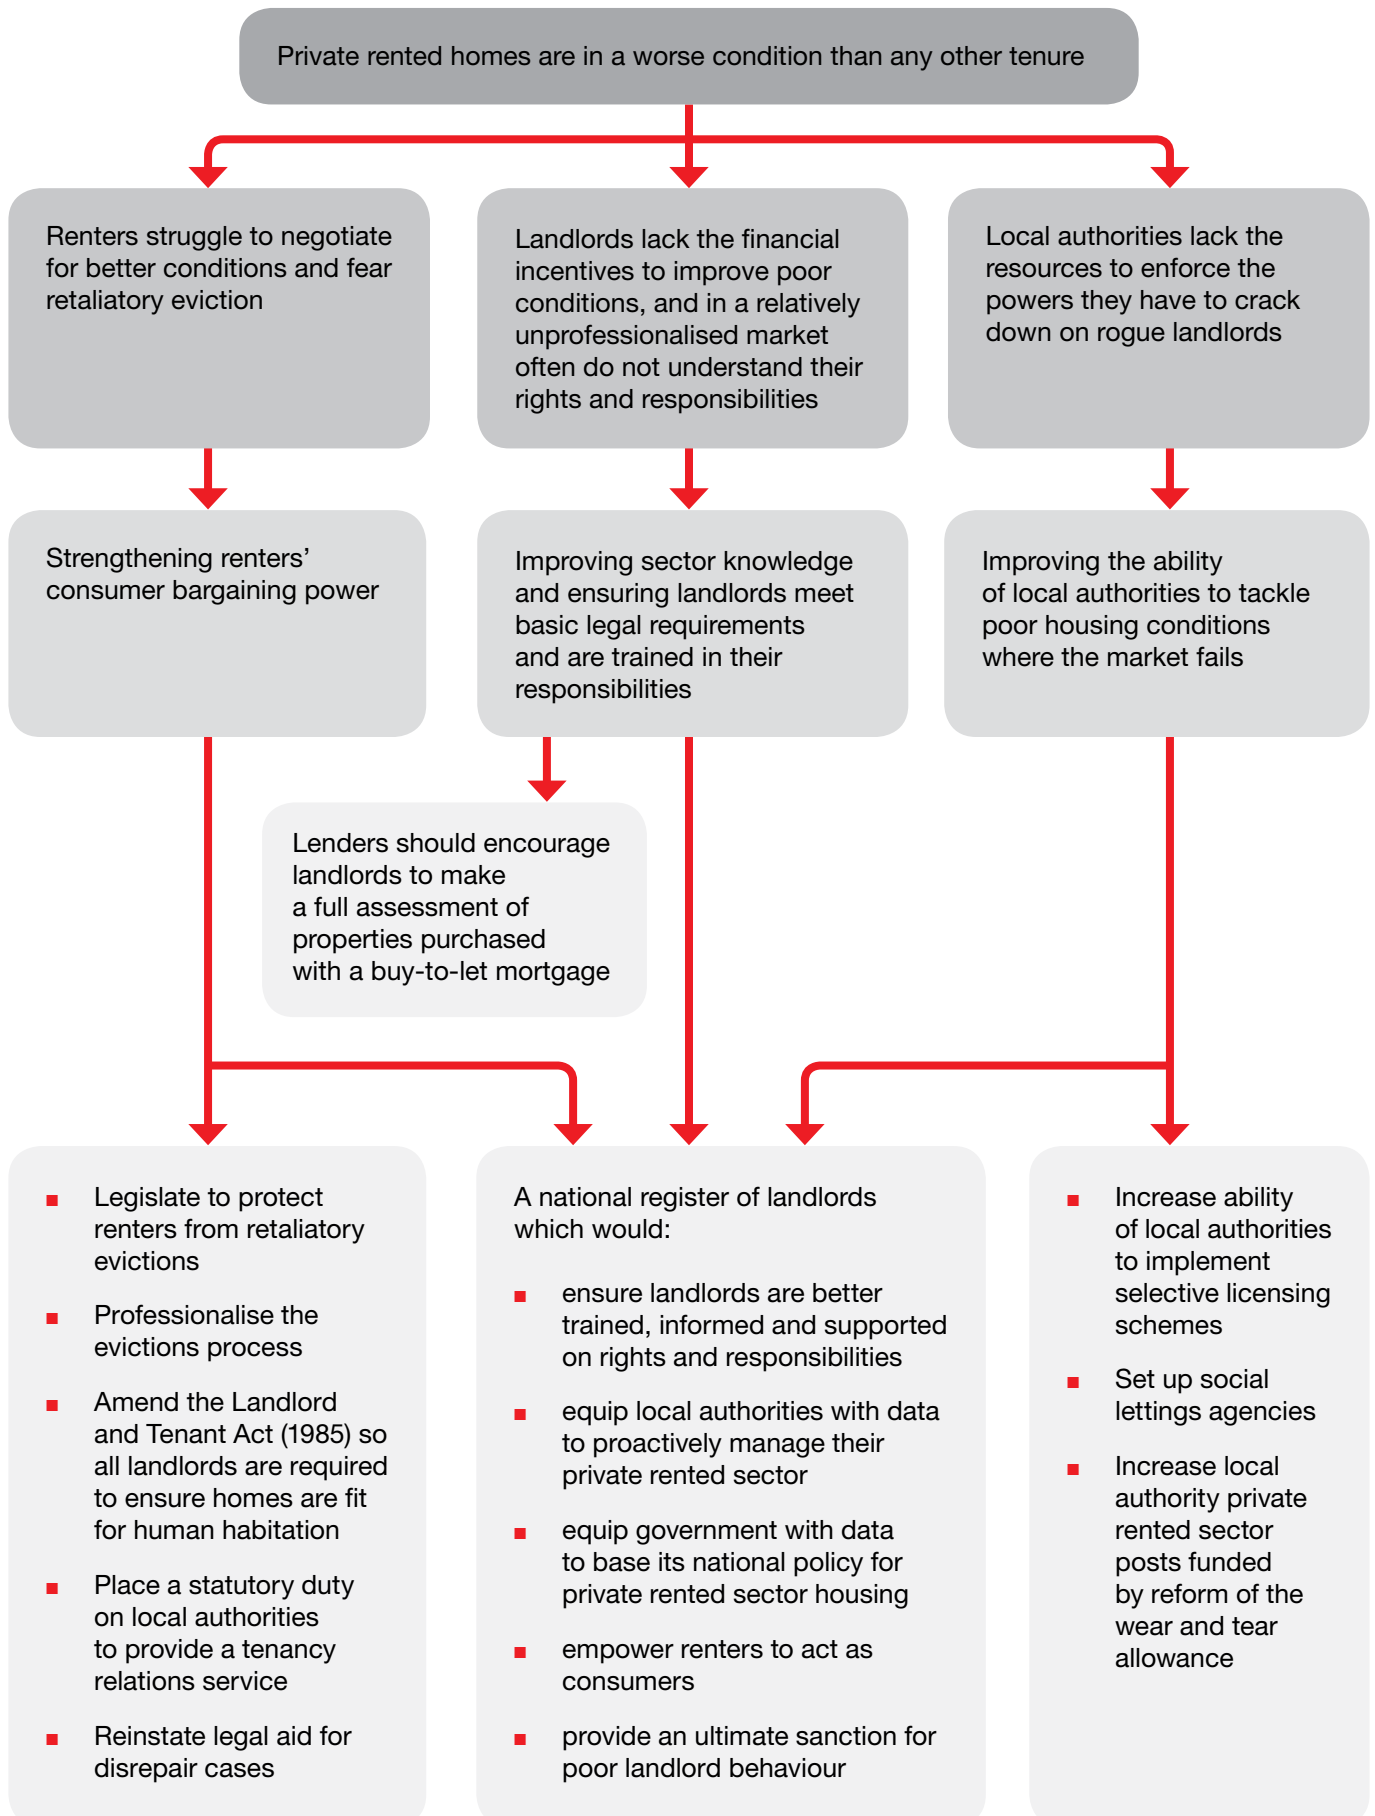 Private rented homes are in a worse condition than any other tenure
Renters struggle to negotiate
for better conditions and fear
retaliatory eviction
Landlords lack the financial
incentives to improve poor
conditions, and in a relatively
unprofessionalised market
often do not understand their
rights and responsibilities
Local authorities lack the
resources to enforce the
powers they have to crack
down on rogue landlords
Strengthening renters’
consumer bargaining power
Improving sector knowledge
and ensuring landlords meet
basic legal requirements
and are trained in their
responsibilities
Improving the ability
of local authorities to tackle
poor housing conditions
where the market fails
Lenders should encourage
landlords to make
a full assessment of
properties purchased
with a buy-to-let mortgage
Legislate to protect
renters from retaliatory
evictions
Professionalise the
evictions process
Amend the Landlord
and Tenant Act (1985) so
all landlords are required
to ensure homes are fit
for human habitation
Place a statutory duty
on local authorities
to provide a tenancy
relations service
Reinstate legal aid for
disrepair cases
A national register of landlords
which would:
ensure landlords are better
trained, informed and supported
on rights and responsibilities
equip local authorities with data
to proactively manage their
private rented sector
equip government with data
to base its national policy for
private rented sector housing
empower renters to act as
consumers
provide an ultimate sanction for
poor landlord behaviour
Increase ability
of local authorities
to implement
selective licensing
schemes
Set up social
lettings agencies
Increase local
authority private
rented sector
posts funded
by reform of the
wear and tear
allowance